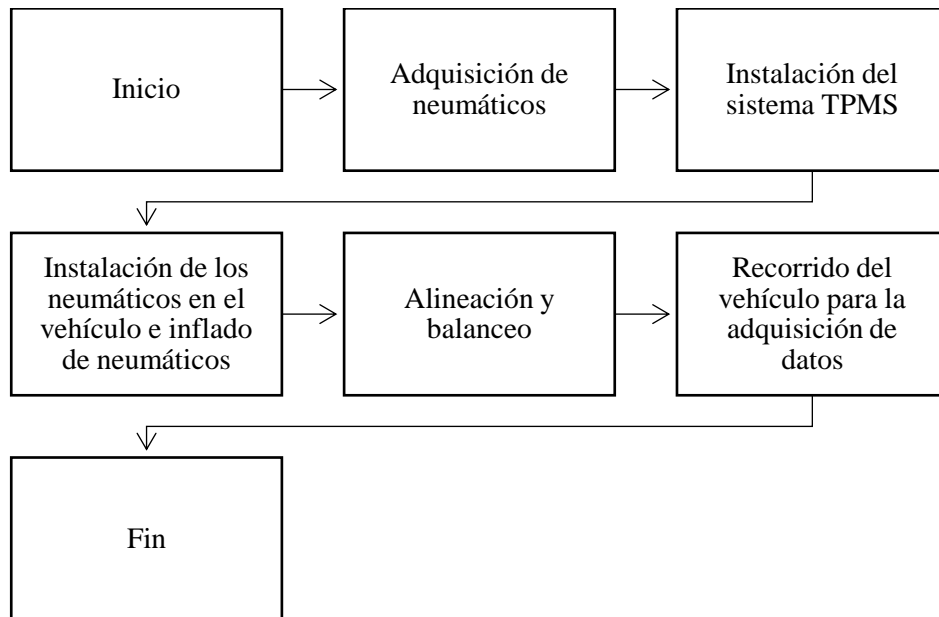 Inicio
Adquisición de
neumáticos
Instalación del
sistema TPMS
Instalación de los
neumáticos en el
vehículo e inflado
de neumáticos
Alineación y
balanceo
Recorrido del
vehículo para la
adquisición de
datos
Fin